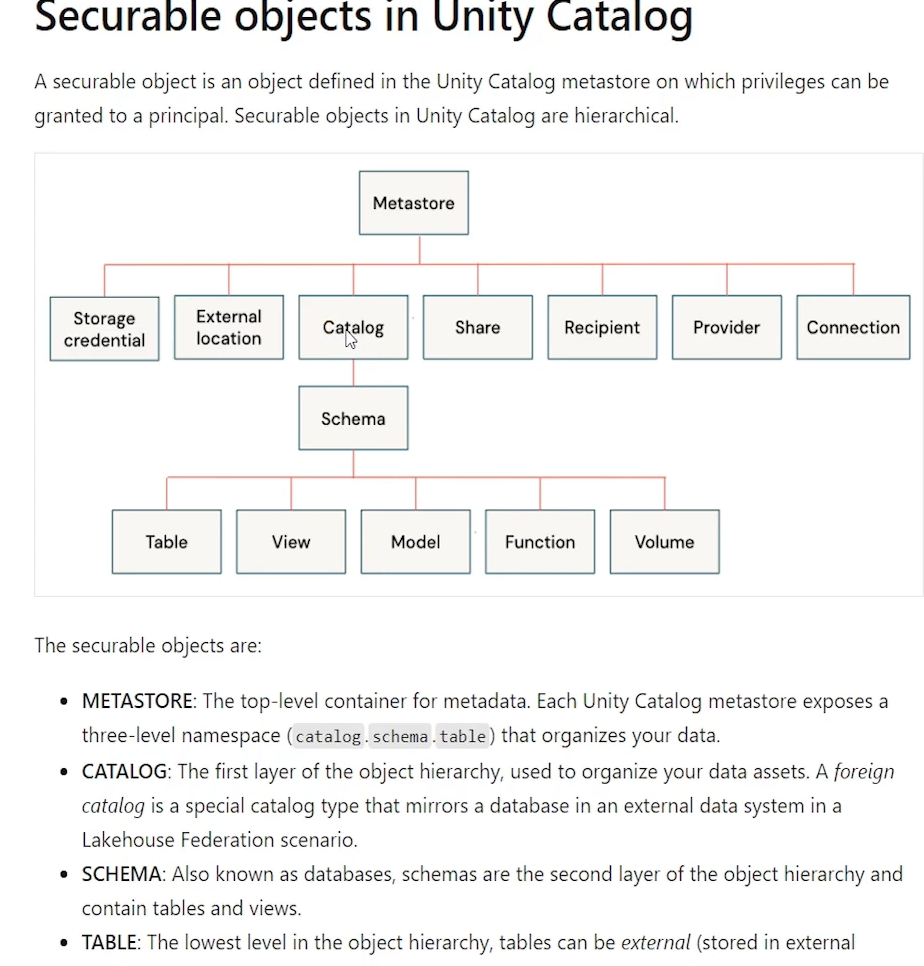 Securable objects in Unity Catalog
A securable object is an object defined in the Unity Catalog metastore on which privileges can be
granted to a principal. Securable objects in Unity Catalog are hierarchical.
Metastore
Storage
credential
External
location
Catalog
Share
Recipient
Provider
Connection
Schema
Table
View
Model
Function
Volume
The securable objects are:
• METASTORE: The top-level container for metadata. Each Unity Catalog metastore exposes a
three-level namespace (catalog.schema.table) that organizes your data.
• CATALOG: The first layer of the object hierarchy, used to organize your data assets. A foreign
catalog is a special catalog type that mirrors a database in an external data system in a
Lakehouse Federation scenario.
• SCHEMA: Also known as databases, schemas are the second layer of the object hierarchy and
contain tables and views.
• TABLE: The lowest level in the object hierarchy, tables can be external (stored in external